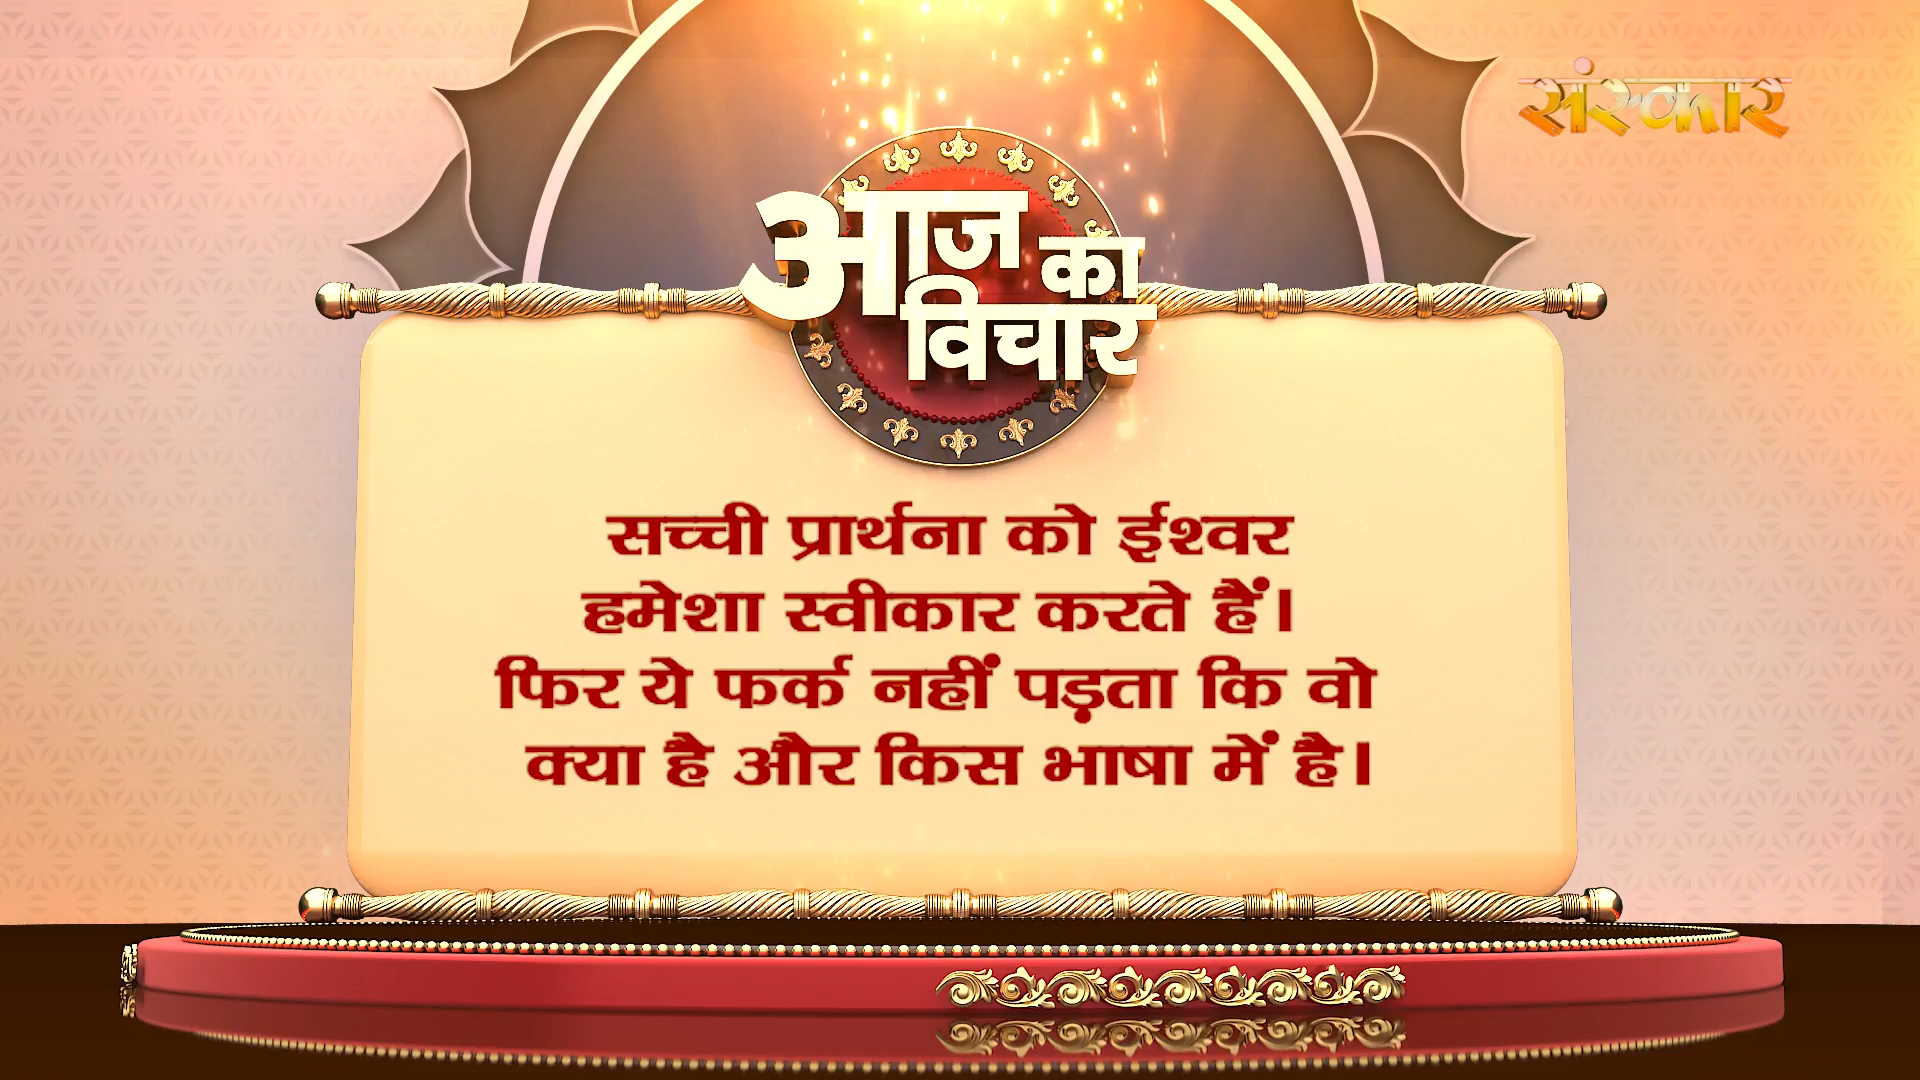 संस्कार
आज का
विचार
सच्ची प्रार्थना को ईश्वर
हमेशा स्वीकार करते हैं।
फिर ये फर्क नहीं पड़ता कि वो
क्या है और किस भाषा में है।